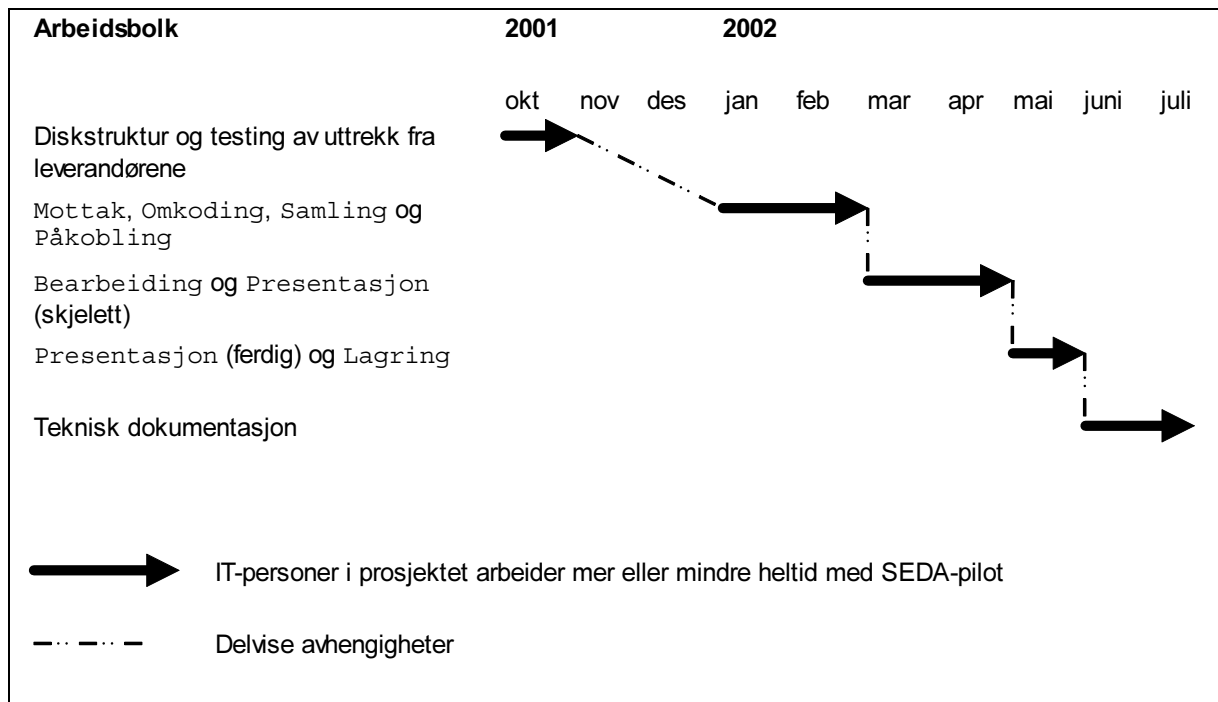 Arbeidsbolk 2001 2002
okt nov des jan feb mar apr mai juni juli
Diskstruktur og testing av uttrekk fra
leverandørene
Mottak, Omkoding, Samling og
Påkobling
Bearbeiding og Presentasjon
(skjelett)
Presentasjon (ferdig) og Lagring
Teknisk dokumentasjon
IT-personer i prosjektet arbeider mer eller mindre heltid med SEDA-pilot
Delvise avhengigheter